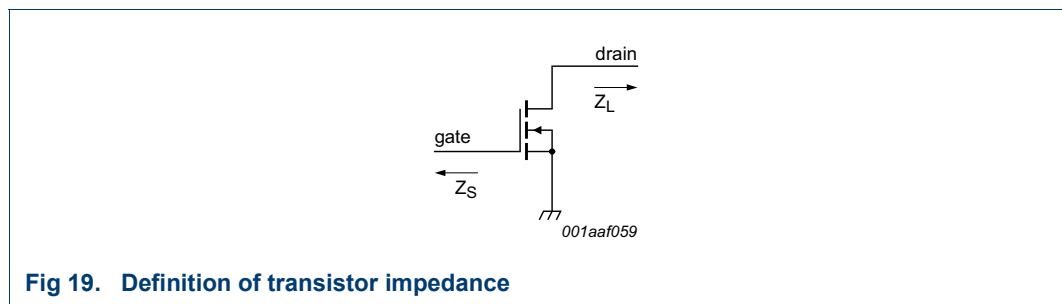 drain
Z_L
gate
Z_S
001aaf059
Fig 19. Definition of transistor impedance